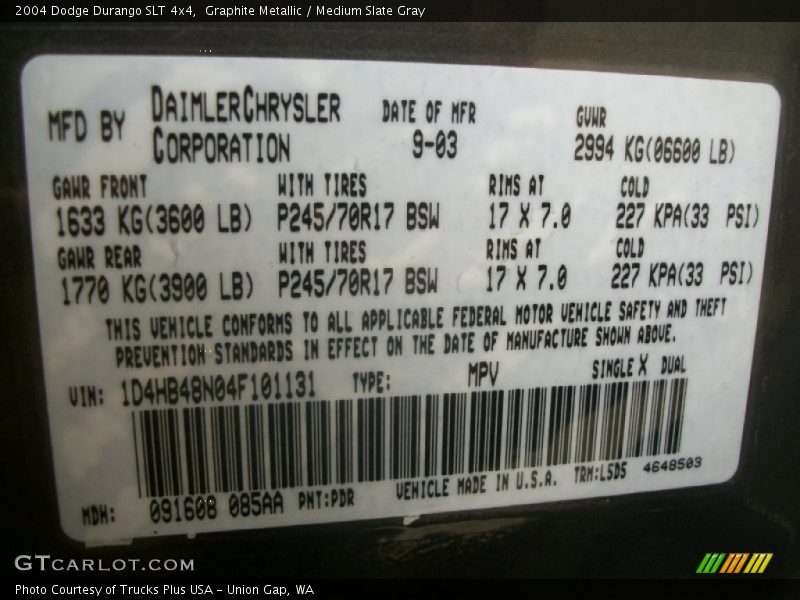 2004 Dodge Durango SLT 4x4,  Graphite Metallic / Medium Slate Gray
MFD BY DAIMLERCHRYSLER CORPORATION DATE OF MFR 9-03 GVWR 2994 KG(06600 LB)
GAWR FRONT WITH TIRES RIMS AT COLD
1633 KG(3600 LB) P245/70R17 BSW 17 X 7.0 227 KPA(33 PSI)
GAWR REAR WITH TIRES RIMS AT COLD
1770 KG(3900 LB) P245/70R17 BSW 17 X 7.0 227 KPA(33 PSI)
THIS VEHICLE CONFORMS TO ALL APPLICABLE FEDERAL MOTOR VEHICLE SAFETY AND THEFT
PREVENTION STANDARDS IN EFFECT ON THE DATE OF MANUFACTURE SHOWN ABOVE.
VIN: 1D4HB48N04F101131 TYPE: MPV SINGLE X DUAL
MDH: 091608 085AA PNT:PDR VEHICLE MADE IN U.S.A. TRM:L5D5 4648503
GTCARLOT.COM
Photo Courtesy of Trucks Plus USA - Union Gap, WA